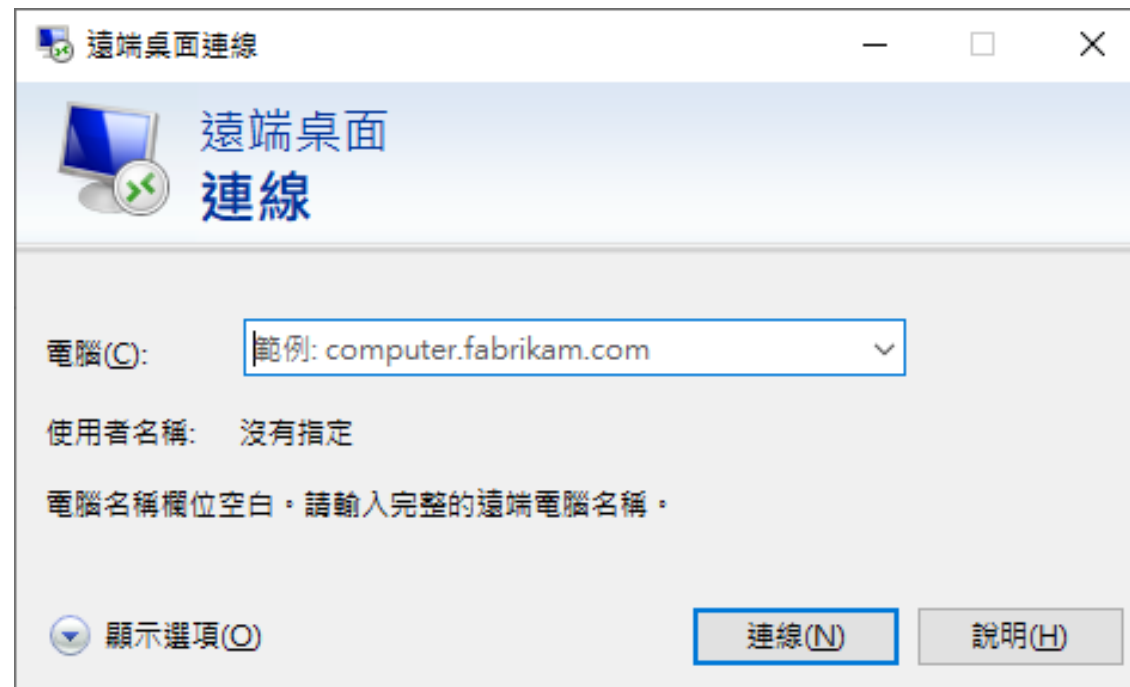 遠端桌面連線
遠端桌面
連線
電腦(C):
範例: computer.fabrikam.com
使用者名稱: 沒有指定
電腦名稱欄位空白。請輸入完整的遠端電腦名稱。
顯示選項(O)
連線(N)
說明(H)